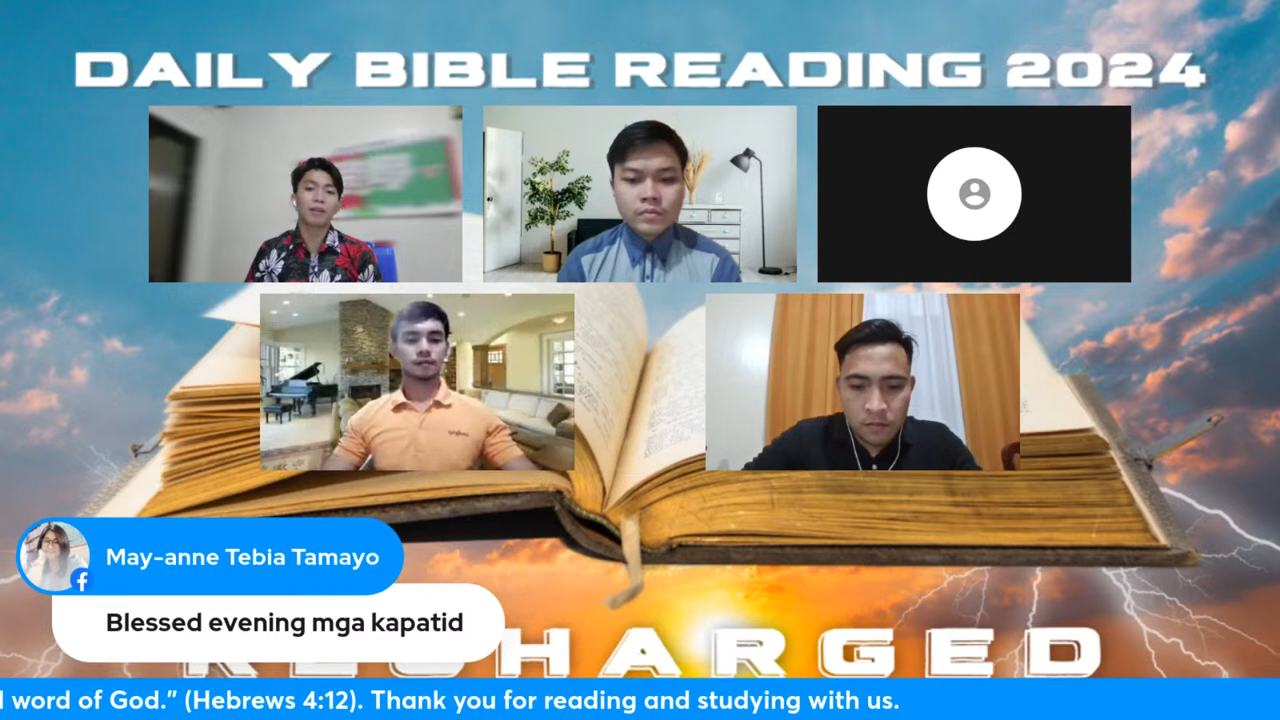 DAILY BIBLE READING 2024
May-anne Tebia Tamayo
Blessed evening mga kapatid
RECHARGED
word of God.” (Hebrews 4:12). Thank you for reading and studying with us.